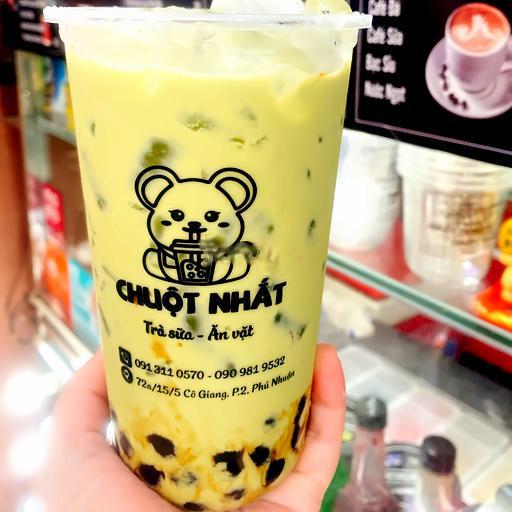 Cafe Đá
Cafe Sữa
Bạc Sỉu
Nước Ngọt
CHUỘT NHẮT
Trà sữa - Ăn vặt
091 311 0570 - 090 981 9532
72a/15/5 Cô Giang, P.2, Phú Nhuận